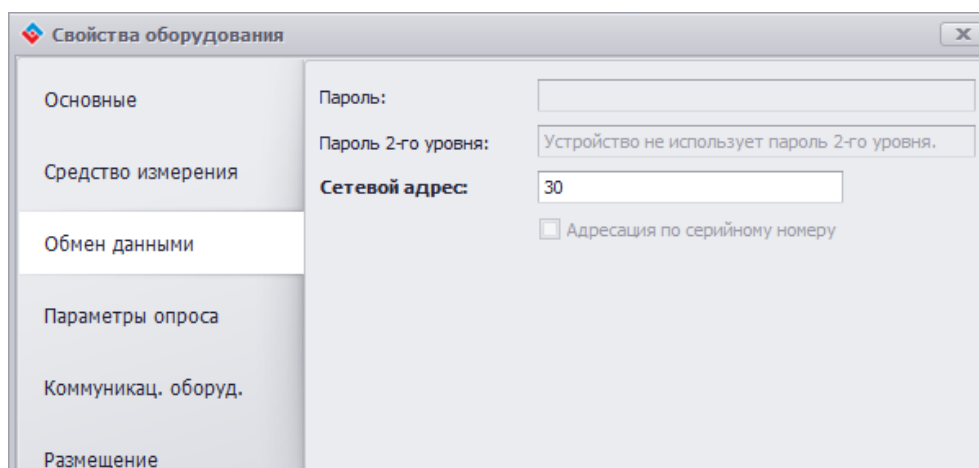 Свойства оборудования
Основные
Средство измерения
Обмен данными
Параметры опроса
Коммуникац. оборуд.
Размещение
Пароль:
Пароль 2-го уровня:
Устройство не использует пароль 2-го уровня.
Сетевой адрес:
30
Адресация по серийному номеру